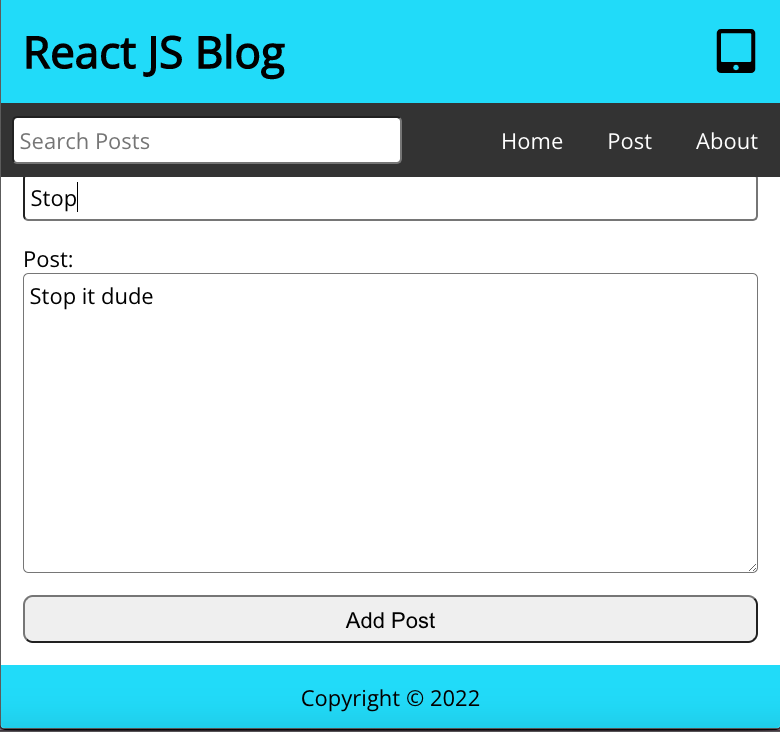 React JS Blog
Search Posts
Home Post About
Stop
Post:
Stop it dude
Add Post
Copyright © 2022